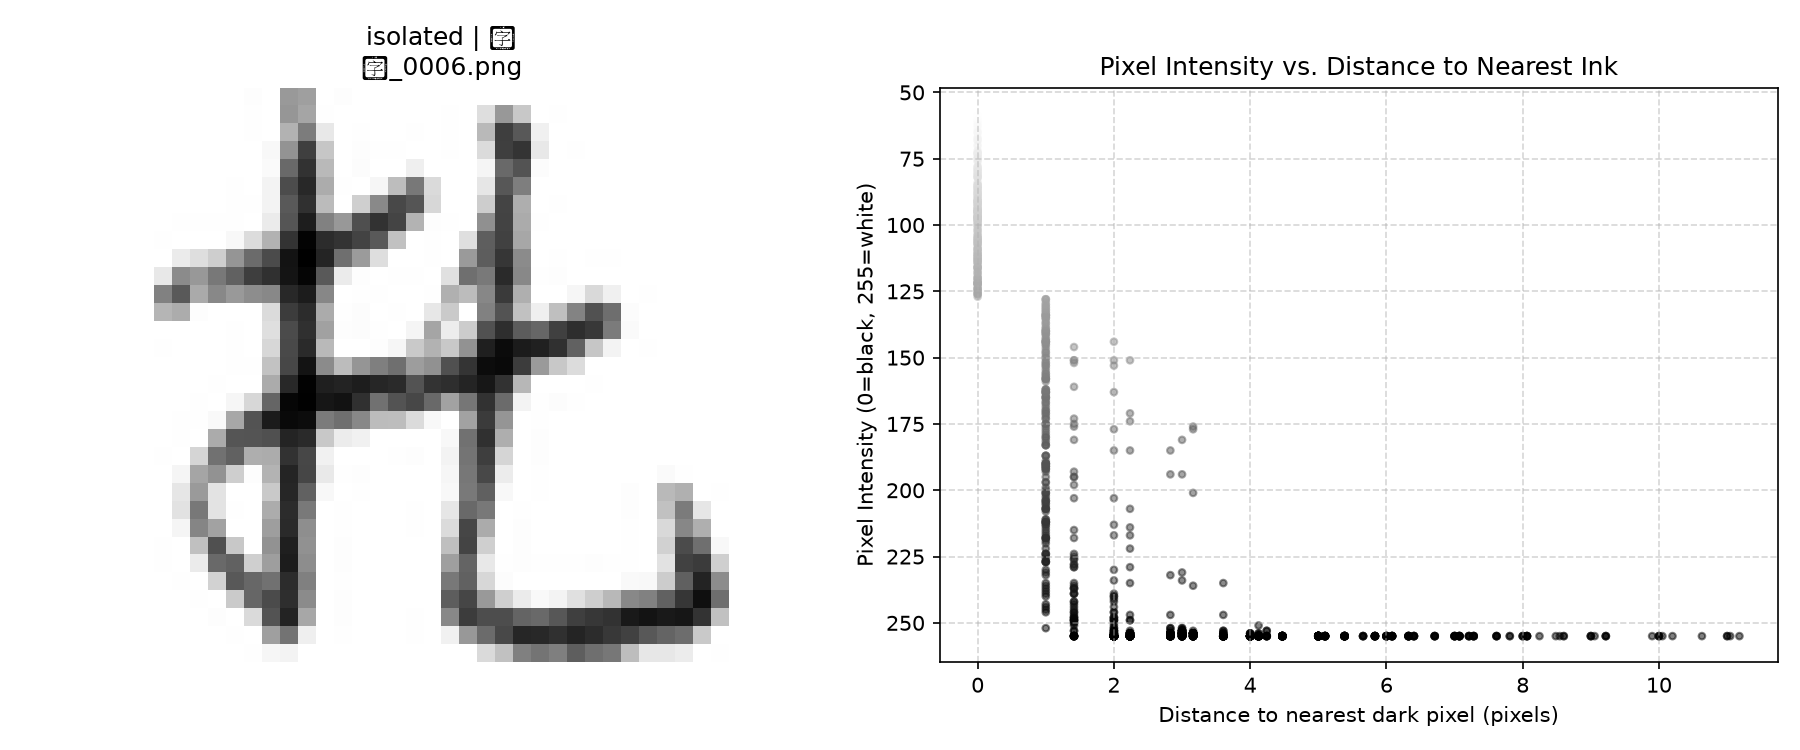 isolated |
_0006.png
Pixel Intensity vs. Distance to Nearest Ink
Pixel Intensity (0=black, 255=white)
50
75
100
125
150
175
200
225
250
0 2 4 6 8 10
Distance to nearest dark pixel (pixels)